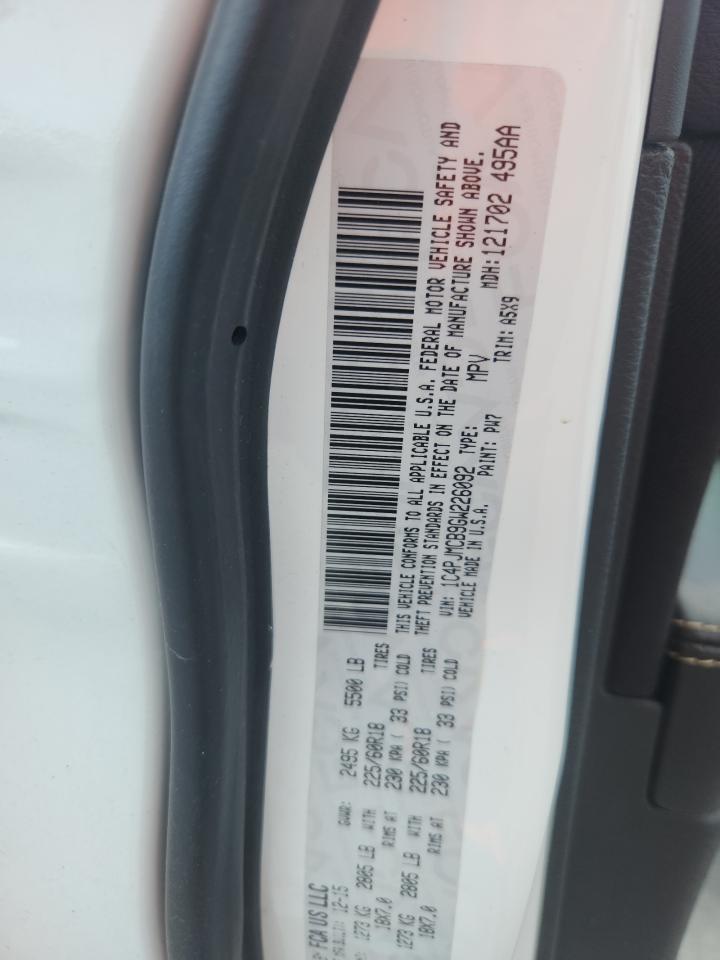 FCA US LLC
12-15 GVWR: 2495 KG 5500 LB
1273 KG 2805 LB WITH TIRES
18X7.0 RIMS AT 225/60R18
230 KPA ( 33 PSI) COLD
1273 KG 2805 LB WITH TIRES
18X7.0 RIMS AT 225/60R18
230 KPA ( 33 PSI) COLD
THIS VEHICLE CONFORMS TO ALL APPLICABLE U.S.A. FEDERAL MOTOR VEHICLE SAFETY AND
THEFT PREVENTION STANDARDS IN EFFECT ON THE DATE OF MANUFACTURE SHOWN ABOVE.
VIN: 1C4PJMCB9GW226092 TYPE: MPV MDH:121702 495AA
VEHICLE MADE IN U.S.A. PAINT: PW7 TRIM: A5X9